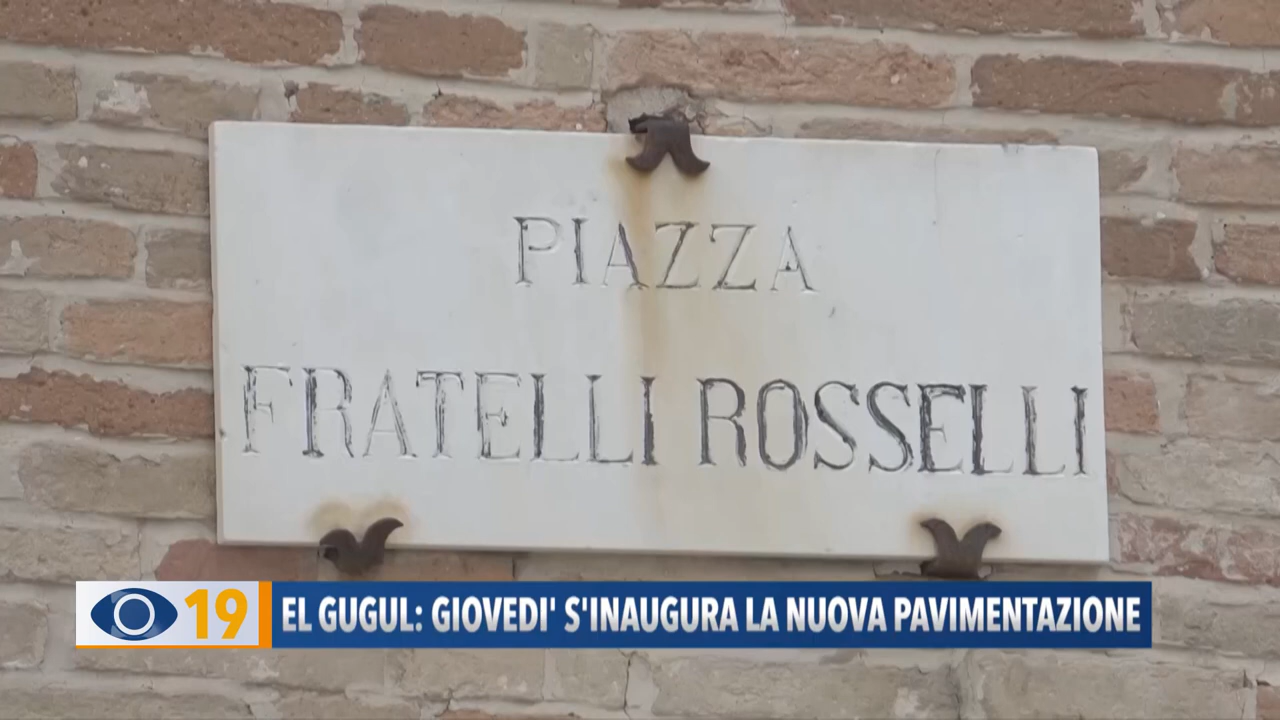 PIAZZA
FRATELLI ROSSELLI
19 EL GUGUL: GIOVEDI' S'INAUGURA LA NUOVA PAVIMENTAZIONE